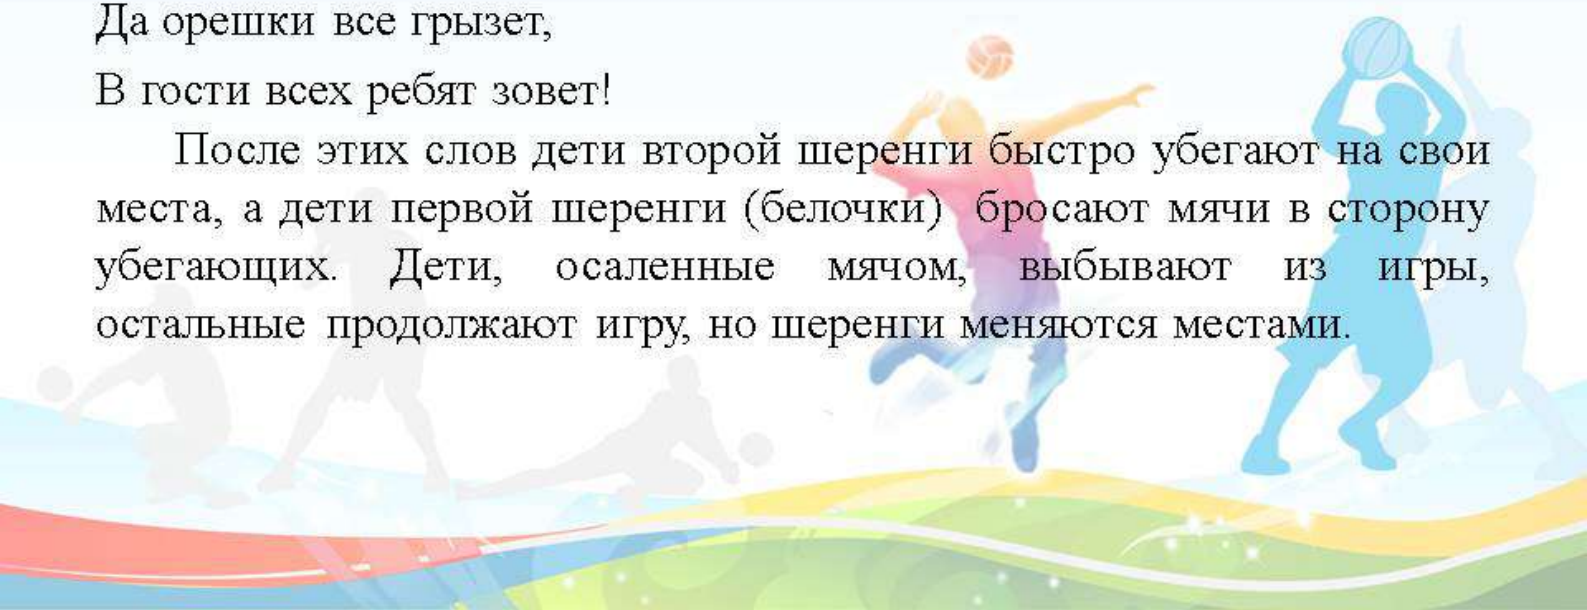 Да орешки все грызет,
В гости всех ребят зовет!
После этих слов дети второй шеренги быстро убегают на свои
места, а дети первой шеренги (белочки) бросают мячи в сторону
убегающих. Дети, осаленные мячом, выбывают из игры,
остальные продолжают игру, но шеренги меняются местами.